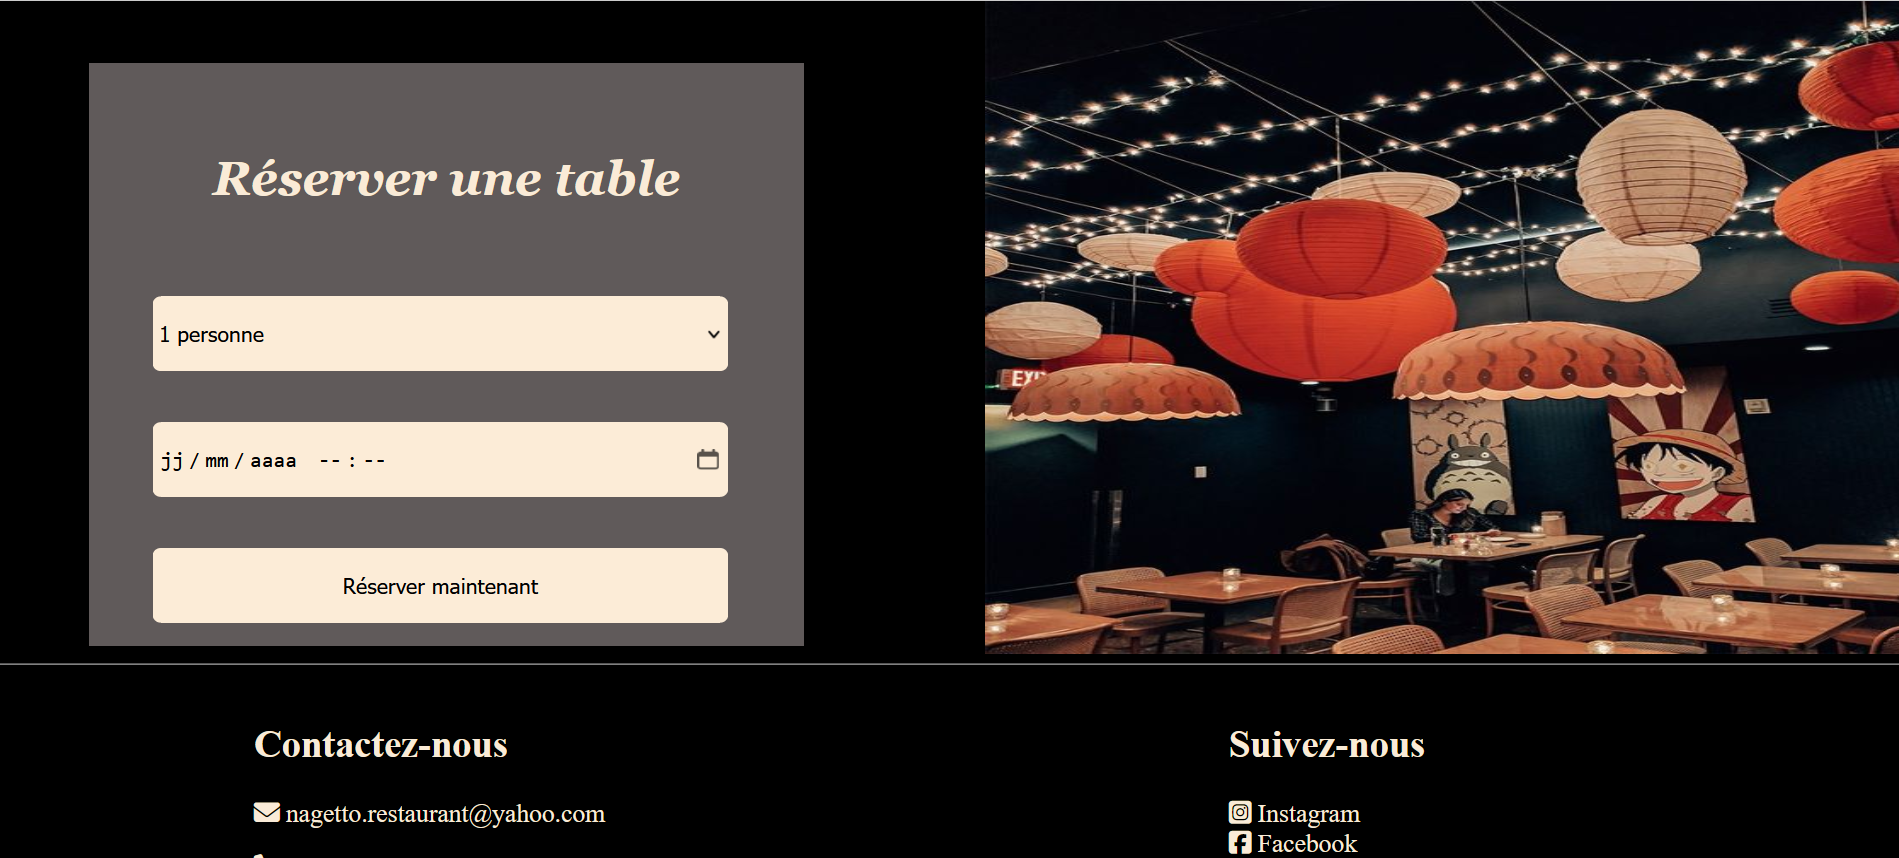 Réserver une table
1 personne
jj/mm/aaaa --:--
Réserver maintenant
EXI
Contactez-nous
nagetto.restaurant@yahoo.com
Suivez-nous
Instagram
Facebook